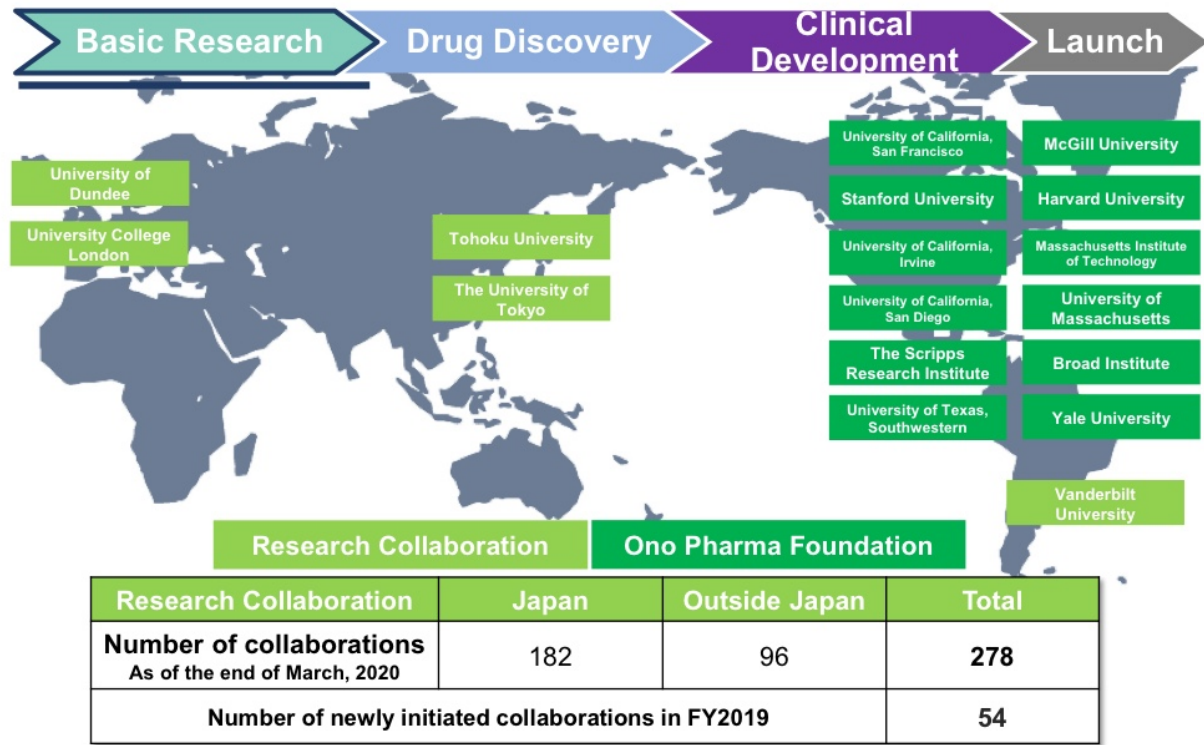 Basic Research
Drug Discovery
Clinical
Development
Launch
University of
Dundee
University College
London
Tohoku University
The University of
Tokyo
University of California,
San Francisco
McGill University
Stanford University
Harvard University
University of California,
Irvine
Massachusetts Institute
of Technology
University of California,
San Diego
University of
Massachusetts
The Scripps
Research Institute
Broad Institute
University of Texas,
Southwestern
Yale University
Vanderbilt
University
Research Collaboration
Ono Pharma Foundation
Research Collaboration Japan Outside Japan Total
Number of collaborations
As of the end of March, 2020
182 96 278
Number of newly initiated collaborations in FY2019 54